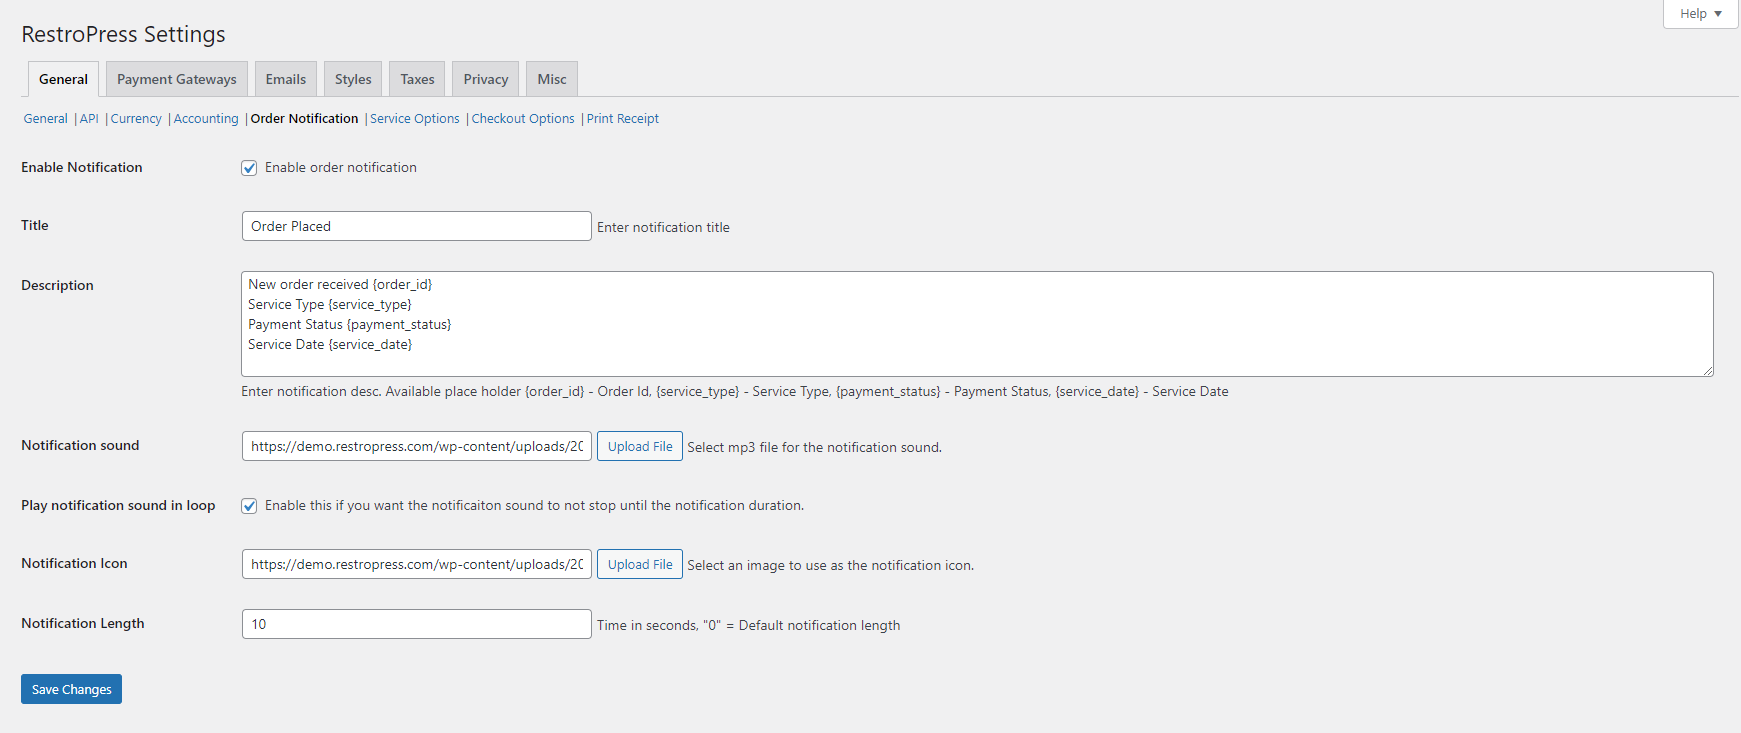 Help
RestroPress Settings
General Payment Gateways Emails Styles Taxes Privacy Misc
General | API | Currency | Accounting | Order Notification | Service Options | Checkout Options | Print Receipt
Enable Notification Enable order notification
Title Order Placed Enter notification title
Description New order received {order_id}
Service Type {service_type}
Payment Status {payment_status}
Service Date {service_date}
Enter notification desc. Available place holder {order_id} - Order Id, {service_type} - Service Type, {payment_status} - Payment Status, {service_date} - Service Date
Notification sound https://demo.restropress.com/wp-content/uploads/20 Upload File Select mp3 file for the notification sound.
Play notification sound in loop Enable this if you want the notificaiton sound to not stop until the notification duration.
Notification Icon https://demo.restropress.com/wp-content/uploads/20 Upload File Select an image to use as the notification icon.
Notification Length 10 Time in seconds, "0" = Default notification length
Save Changes